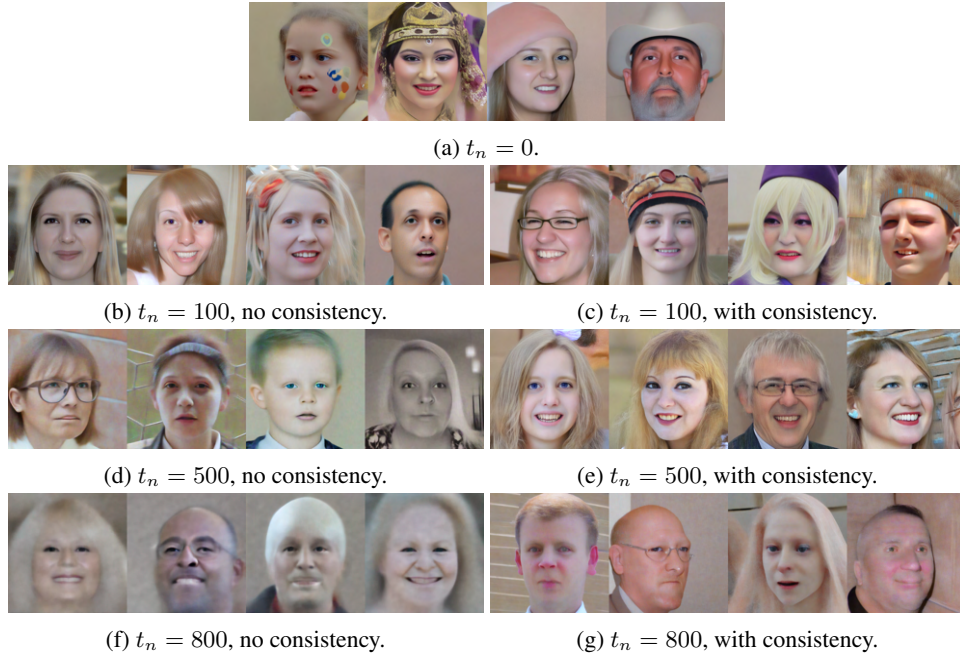 (a) $t_n = 0$.
(b) $t_n = 100$, no consistency.
(c) $t_n = 100$, with consistency.
(d) $t_n = 500$, no consistency.
(e) $t_n = 500$, with consistency.
(f) $t_n = 800$, no consistency.
(g) $t_n = 800$, with consistency.